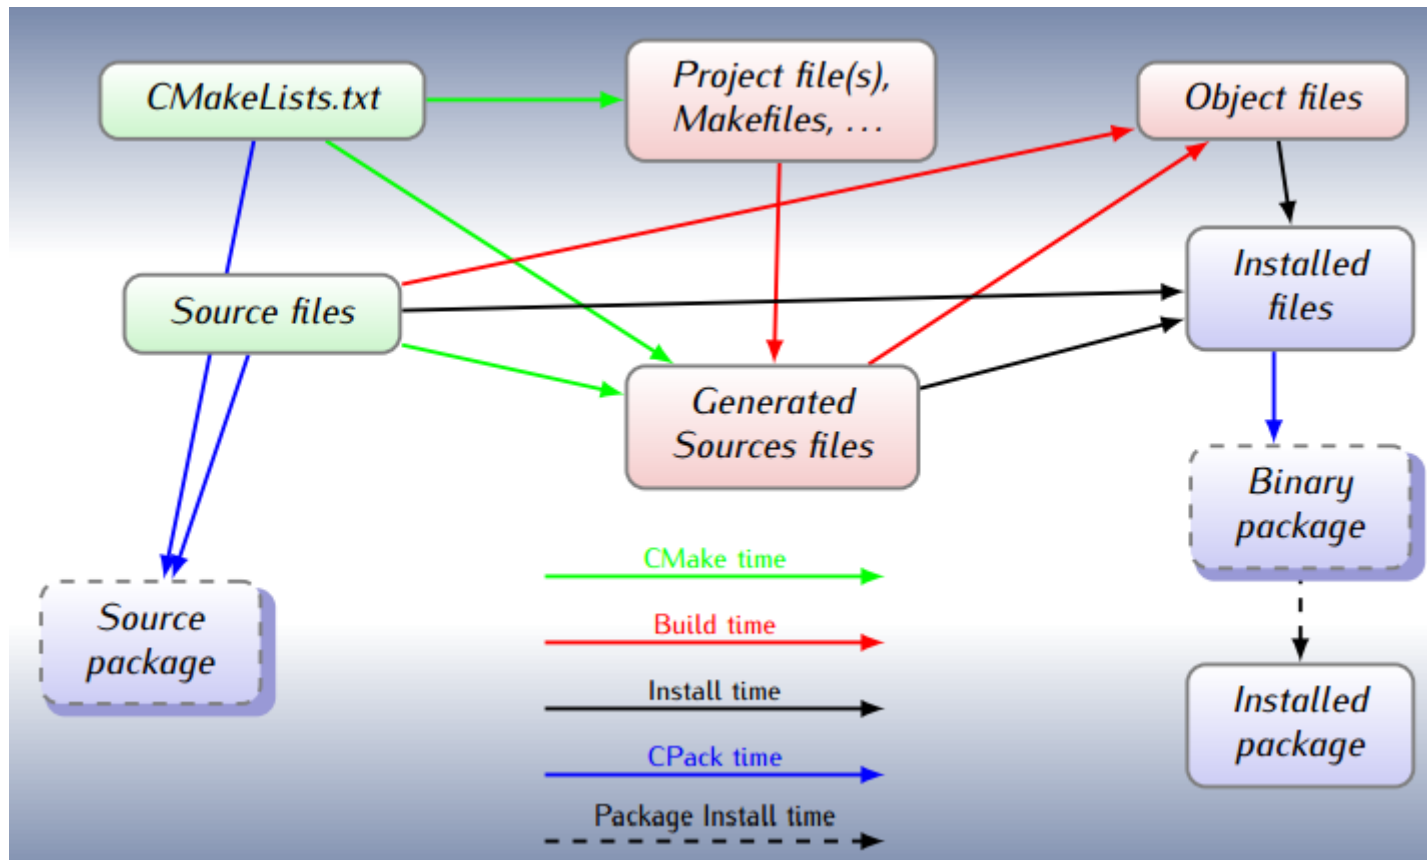 CMakeLists.txt
Project file(s),
Makefiles, ...
Object files
Source files
Installed
files
Generated
Sources files
Binary
package
Source
package
Installed
package
CMake time
Build time
Install time
CPack time
Package Install time